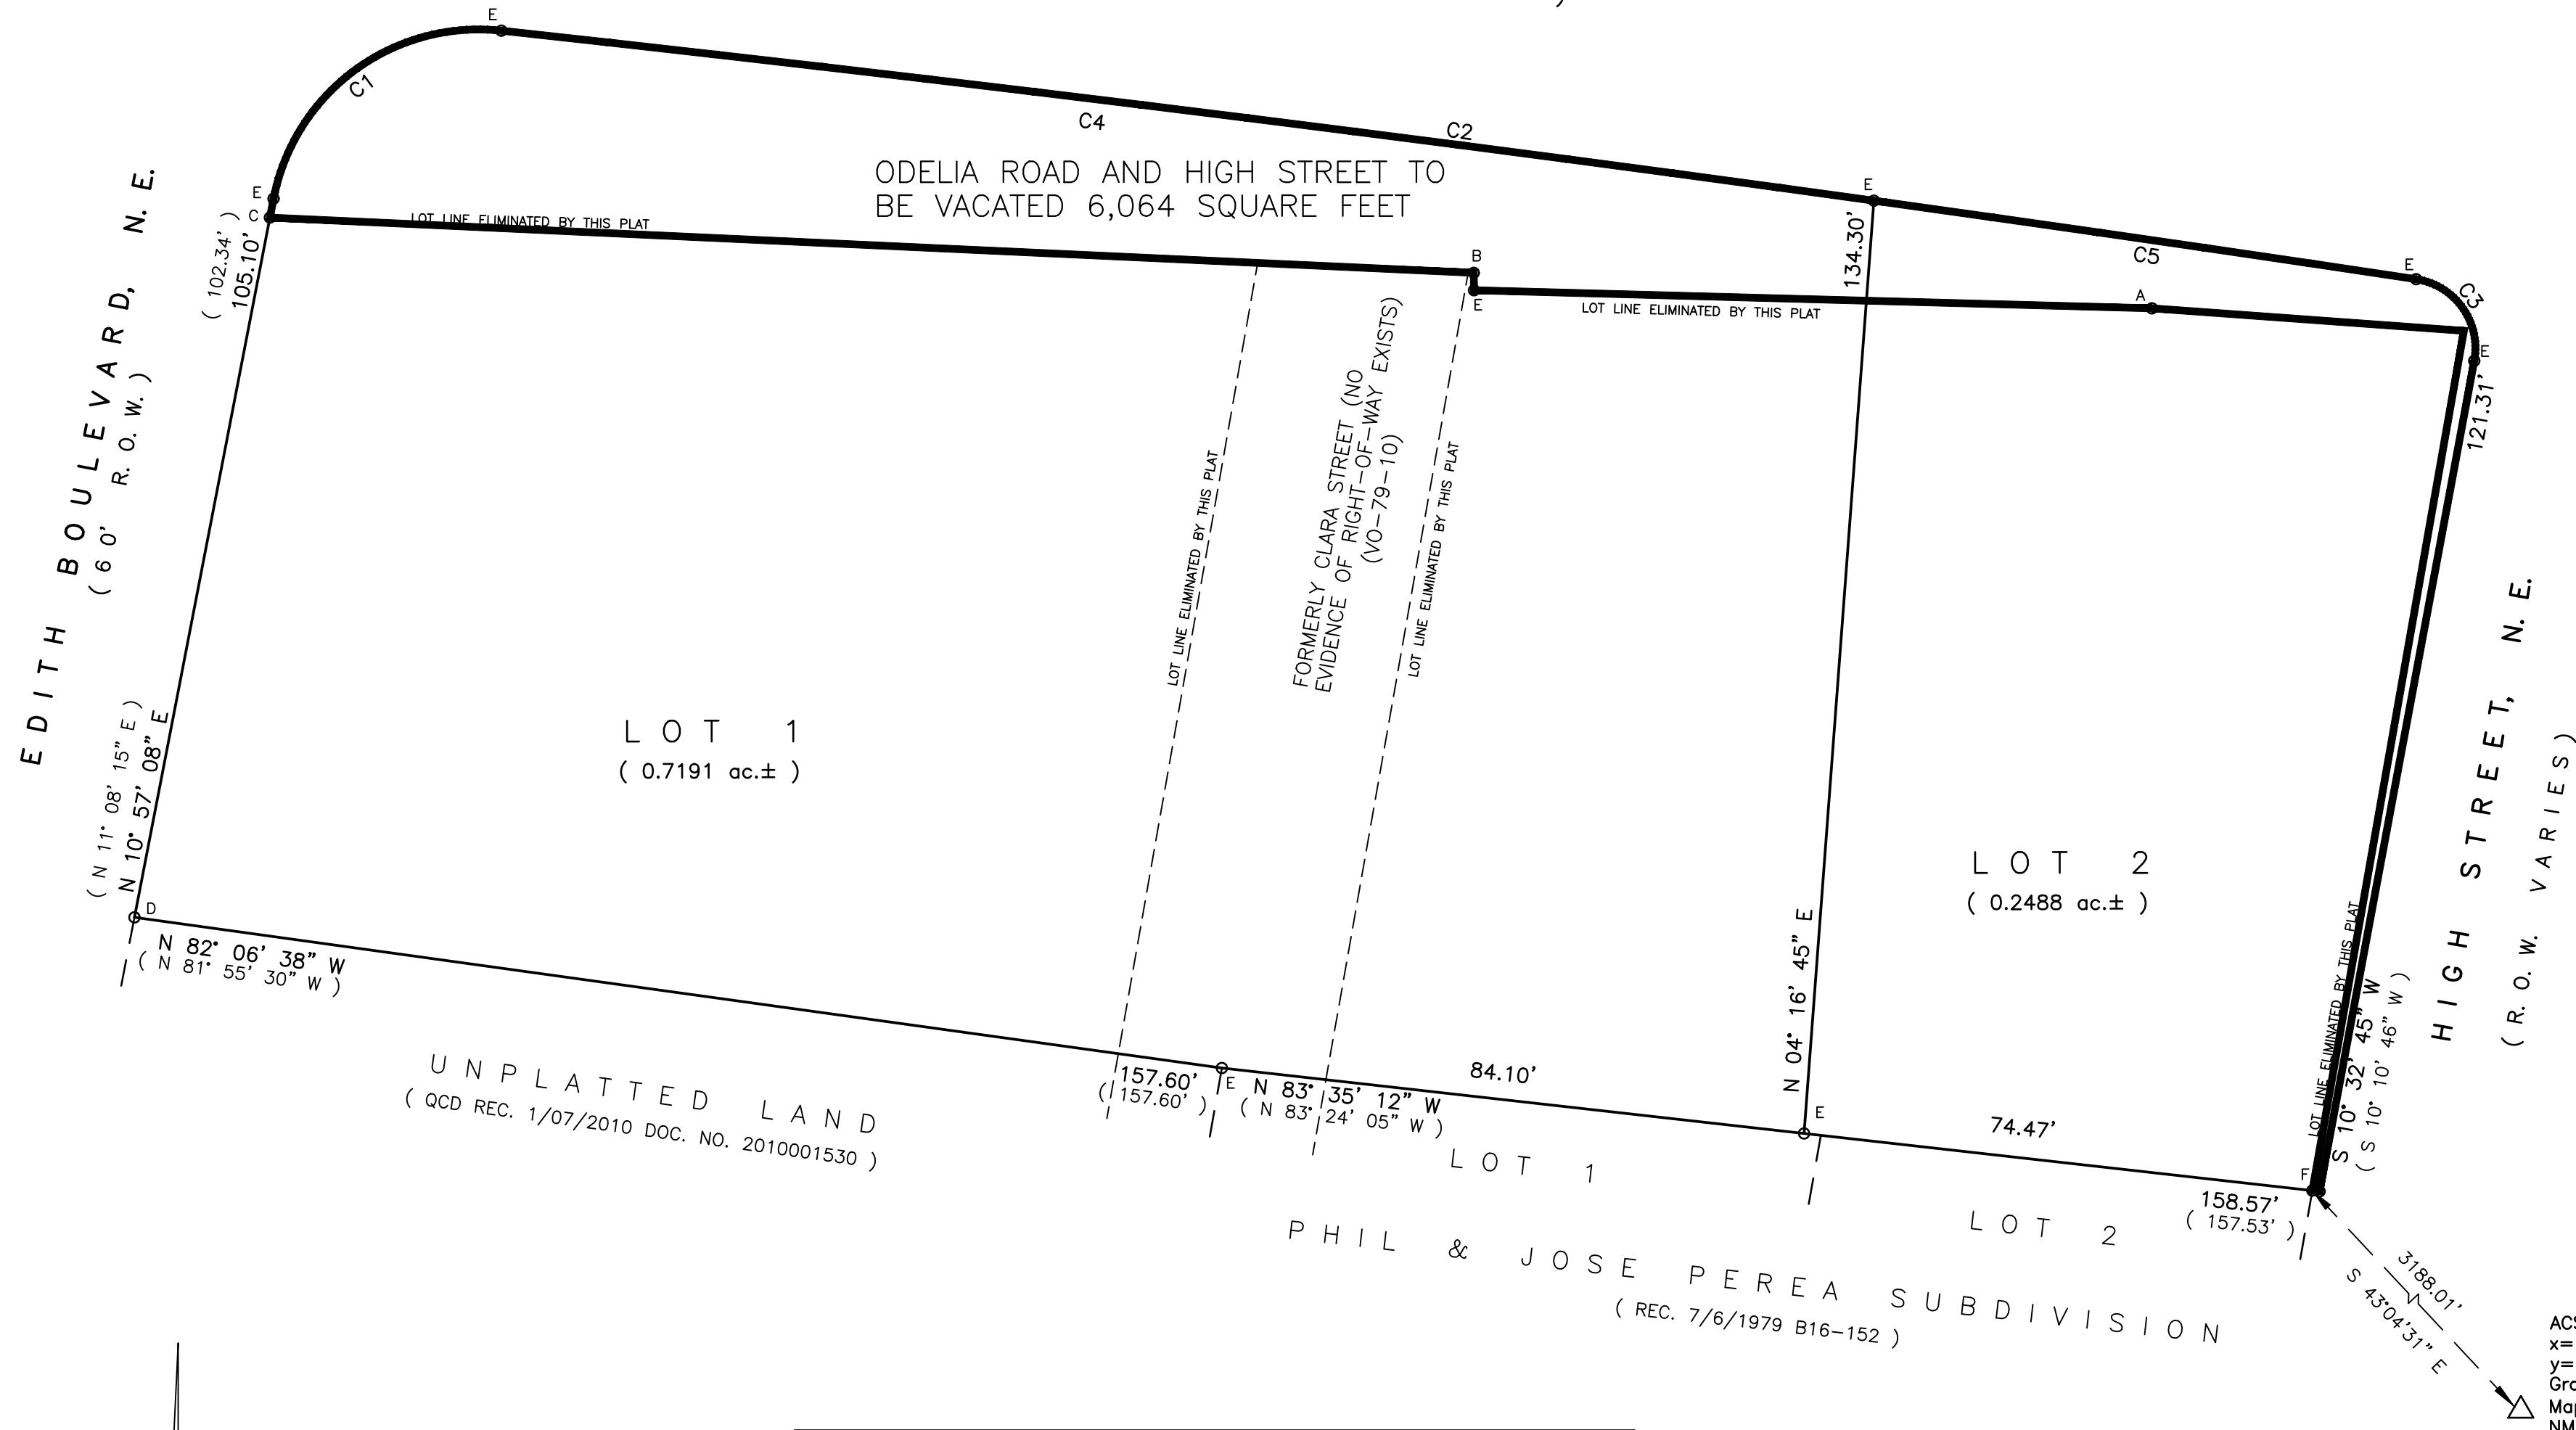 )
E
C1
C4
C2
ODELIA ROAD AND HIGH STREET TO
BE VACATED 6,064 SQUARE FEET
E
E
C
LOT LINE ELIMINATED BY THIS PLAT
B
E
LOT LINE ELIMINATED BY THIS PLAT
134.30'
C5
A
E
C3
E
121.31'
EDITH BOULEVARD, N. E.
( 60' R. O. W. )
( 102.34' )
105.10'
( N 11° 08' 15" E )
N 10° 57' 08" E
LOT LINE ELIMINATED BY THIS PLAT
FORMERLY CLARA STREET (NO
EVIDENCE OF RIGHT-OF-WAY EXISTS)
(VO-79-10)
LOT LINE ELIMINATED BY THIS PLAT
LOT 1
( 0.7191 ac.± )
N 04° 16' 45" E
LOT 2
( 0.2488 ac.± )
LOT LINE ELIMINATED BY THIS PLAT
S 10° 32' 45" W
( S 10° 10' 46" W )
HIGH STREET, N. E.
( R. O. W. VARIES )
D
N 82° 06' 38" W
( N 81° 55' 30" W )
157.60'
( 157.60' )
E
N 83° 35' 12" W
( N 83° 24' 05" W )
84.10'
E
74.47'
F
158.57'
( 157.53' )
UNPLATTED LAND
( QCD REC. 1/07/2010 DOC. NO. 2010001530 )
LOT 1
LOT 2
PHIL & JOSE PEREA SUBDIVISION
( REC. 7/6/1979 B16-152 )
3188.01'
S 43°04'31" E
x=
y=